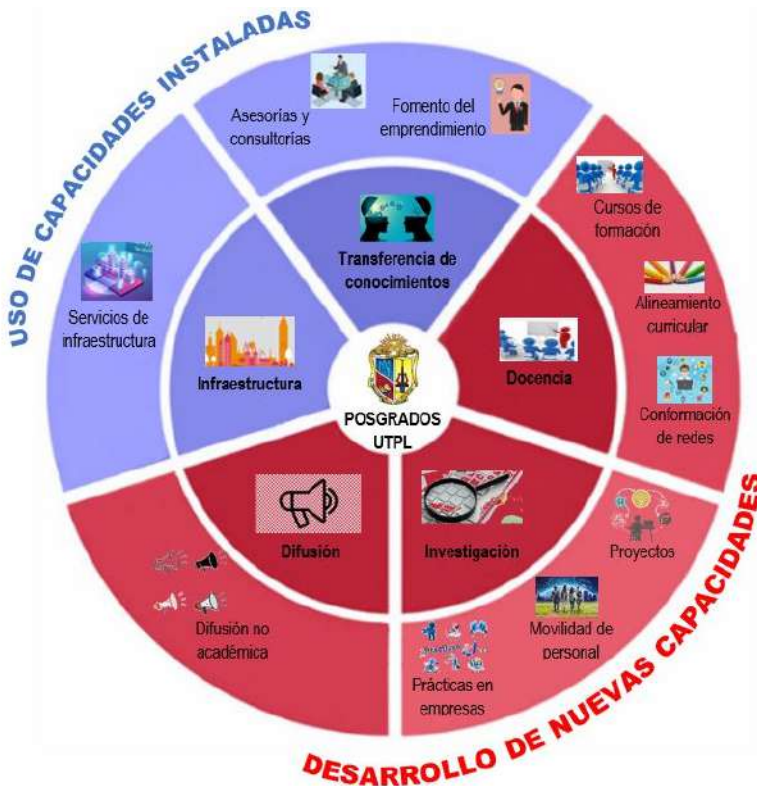 USO DE CAPACIDADES INSTALADAS
Asesorías y
consultorías
Fomento del
emprendimiento
Servicios de
infraestructura
Transferencia de
conocimientos
Infraestructura
Docencia
Cursos de
formación
Alineamiento
curricular
Conformación
de redes
POSGRADOS
UTPL
Difusión
Investigación
Difusión no
académica
Proyectos
Movilidad de
personal
Prácticas en
empresas
DESARROLLO DE NUEVAS CAPACIDADES